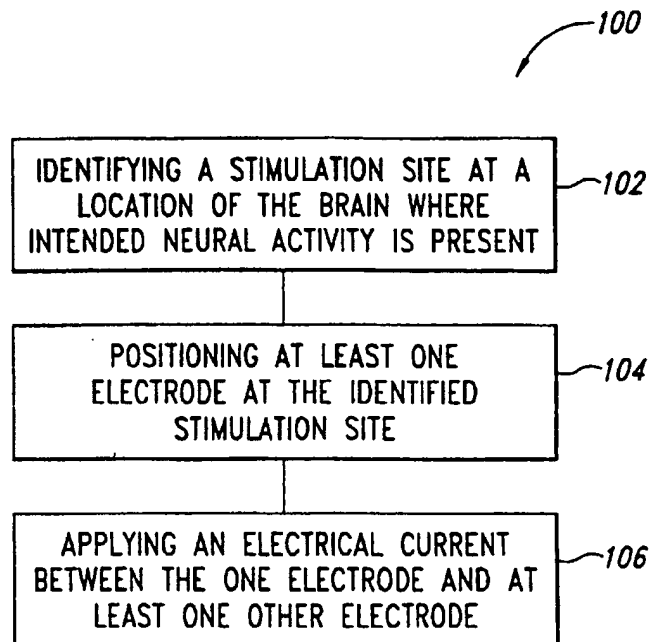 100
IDENTIFYING A STIMULATION SITE AT A
LOCATION OF THE BRAIN WHERE
INTENDED NEURAL ACTIVITY IS PRESENT
102
POSITIONING AT LEAST ONE
ELECTRODE AT THE IDENTIFIED
STIMULATION SITE
104
APPLYING AN ELECTRICAL CURRENT
BETWEEN THE ONE ELECTRODE AND AT
LEAST ONE OTHER ELECTRODE
106